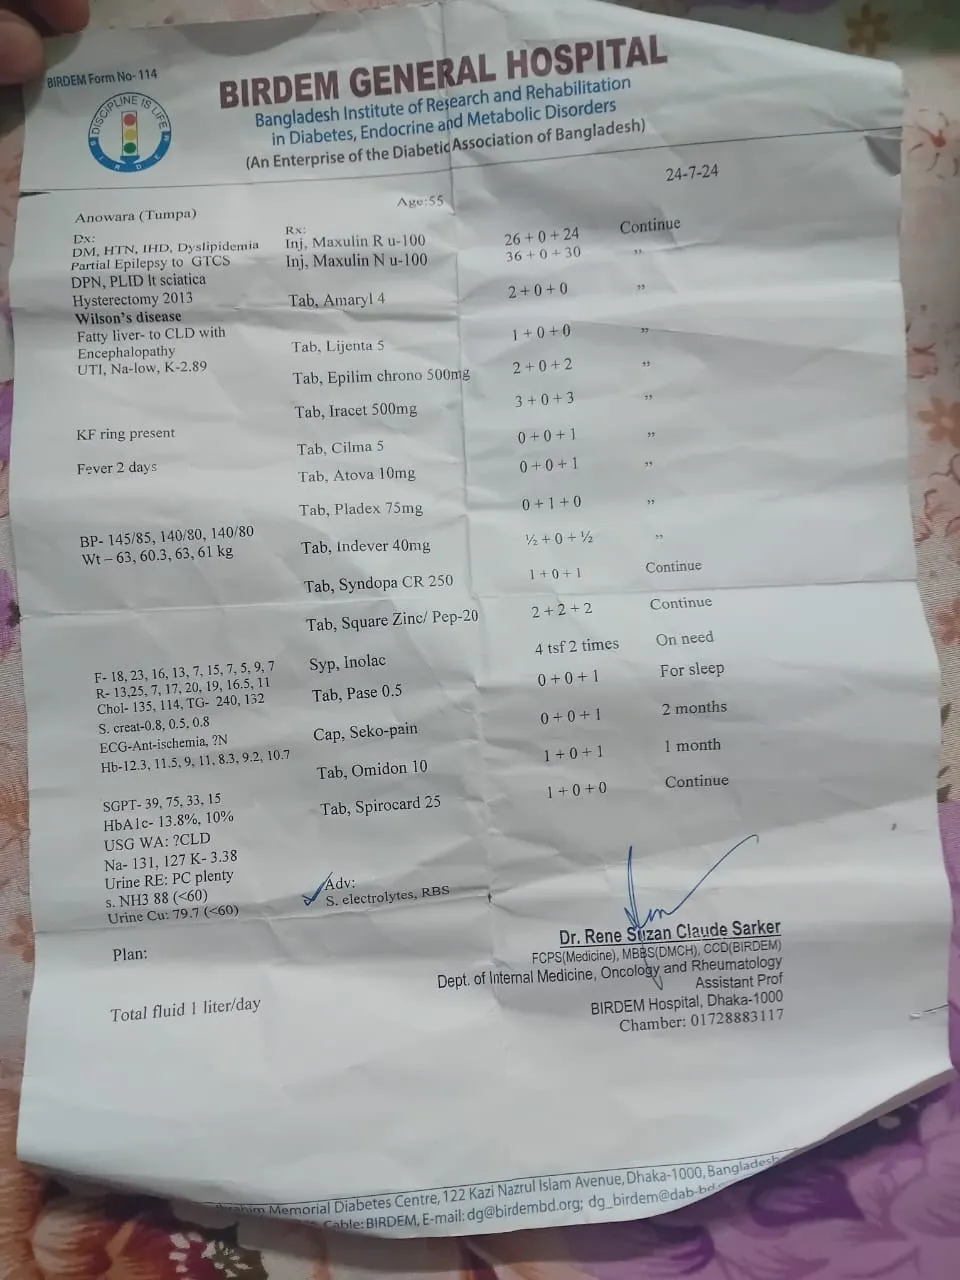 BIRDEM Form No- 114
DISCIPLINE IS LIFE
BIRDEM
BIRDEM GENERAL HOSPITAL
Bangladesh Institute of Research and Rehabilitation
in Diabetes, Endocrine and Metabolic Disorders
(An Enterprise of the Diabetic Association of Bangladesh)
24-7-24
Anowara (Tumpa) Age:55
Dx:
DM, HTN, IHD, Dyslipidemia
Partial Epilepsy to GTCS
DPN, PLID lt sciatica
Hysterectomy 2013
Wilson's disease
Fatty liver- to CLD with
Encephalopathy
UTI, Na-low, K-2.89
KF ring present
Fever 2 days
BP- 145/85, 140/80, 140/80
Wt – 63, 60.3, 63, 61 kg
F- 18, 23, 16, 13, 7, 15, 7, 5, 9, 7
R- 13,25, 7, 17, 20, 19, 16.5, 11
Chol- 135, 114, TG- 240, 132
S. creat-0.8, 0.5, 0.8
ECG-Ant-ischemia, ?N
Hb-12.3, 11.5, 9, 11, 8.3, 9.2, 10.7
SGPT- 39, 75, 33, 15
HbA1c- 13.8%, 10%
USG WA: ?CLD
Na- 131, 127 K- 3.38
Urine RE: PC plenty
s. NH3 88 (<60)
Urine Cu: 79.7 (<60)
Plan:
Total fluid 1 liter/day
Rx:
Inj, Maxulin R u-100 26 + 0 + 24 Continue
Inj, Maxulin N u-100 36 + 0 + 30 ”
Tab, Amaryl 4 2 + 0 + 0 ”
Tab, Lijenta 5 1 + 0 + 0 ”
Tab, Epilim chrono 500mg 2 + 0 + 2 ”
Tab, Iracet 500mg 3 + 0 + 3 ”
Tab, Cilma 5 0 + 0 + 1 ”
Tab, Atova 10mg 0 + 0 + 1 ”
Tab, Pladex 75mg 0 + 1 + 0 ”
Tab, Indever 40mg ½ + 0 + ½ ”
Tab, Syndopa CR 250 1 + 0 + 1 Continue
Tab, Square Zinc/ Pep-20 2 + 2 + 2 Continue
Syp, Inolac 4 tsf 2 times On need
Tab, Pase 0.5 0 + 0 + 1 For sleep
Cap, Seko-pain 0 + 0 + 1 2 months
Tab, Omidon 10 1 + 0 + 1 1 month
Tab, Spirocard 25 1 + 0 + 0 Continue
Adv:
S. electrolytes, RBS
Dr. Rene Suzan Claude Sarker
FCPS(Medicine), MBBS(DMCH), CCD(BIRDEM)
Dept. of Internal Medicine, Oncology and Rheumatology
Assistant Prof
BIRDEM Hospital, Dhaka-1000
Chamber: 01728883117
Memorial Diabetes Centre, 122 Kazi Nazrul Islam Avenue, Dhaka-1000, Bangladesh
Cable: BIRDEM, E-mail: dg@birdembd.org; dg_birdem@dab-bd